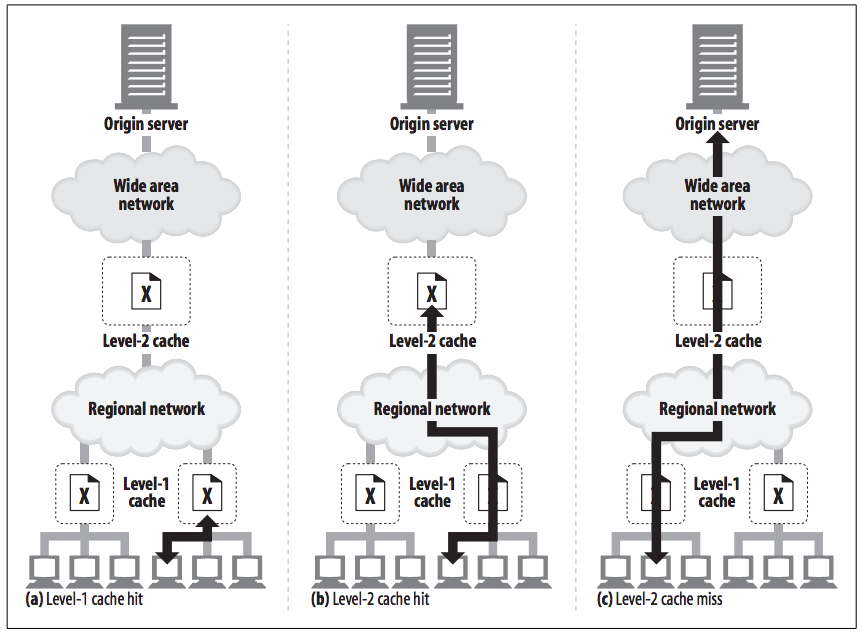 Origin server
Wide area
network
X
Level-2 cache
Regional network
X
Level-1
cache
X
(a) Level-1 cache hit
Origin server
Wide area
network
X
Level-2 cache
Regional network
X
Level-1
cache
X
(b) Level-2 cache hit
Origin server
Wide area
network
X
Level-2 cache
Regional network
X
Level-1
cache
X
(c) Level-2 cache miss